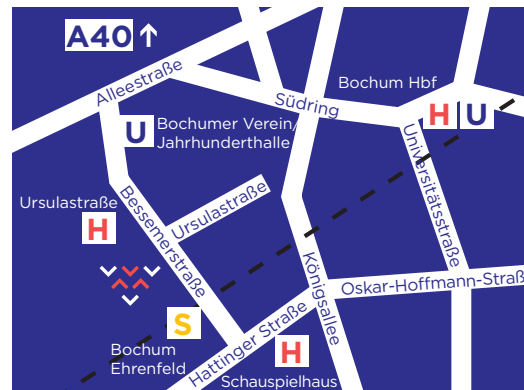 A40 ↑
Alleestraße
Bochum Hbf
Südring
H U
U
Bochumer Verein/
Jahrhunderthalle
Universitätsstraße
Ursulastraße
H
Bessemerstraße
Ursulastraße
Königsallee
Oskar-Hoffmann-Straß
S
Bochum
Ehrenfeld
Hattinger Straße
H
Schauspielhaus